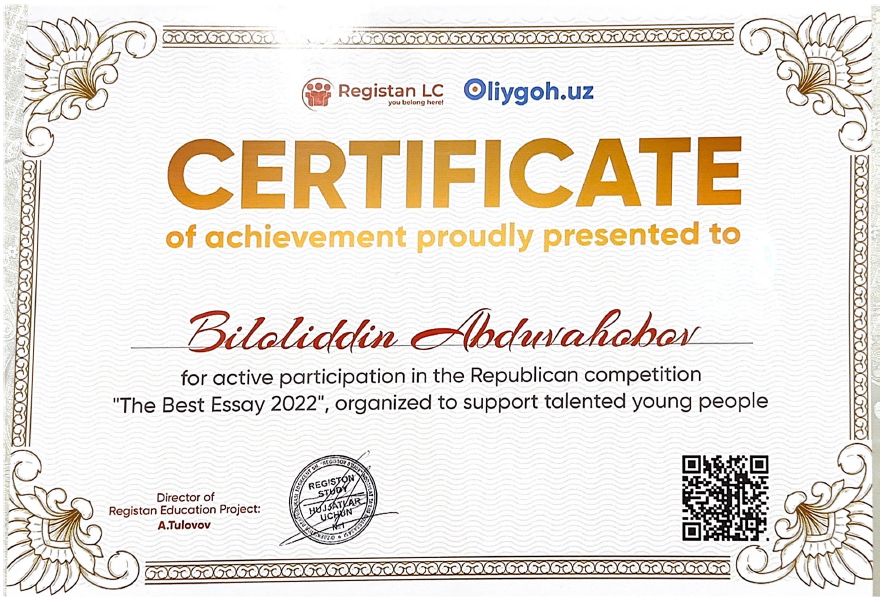 Registan LC
you belong here!
Oliygoh.uz
CERTIFICATE
of achievement proudly presented to
Biloliddin Abduvahobov
for active participation in the Republican competition
"The Best Essay 2022", organized to support talented young people
Director of
Registan Education Project:
A.Tulovov
REGISTON
STUDY
HUJJATLAR
UCHUN
N:1